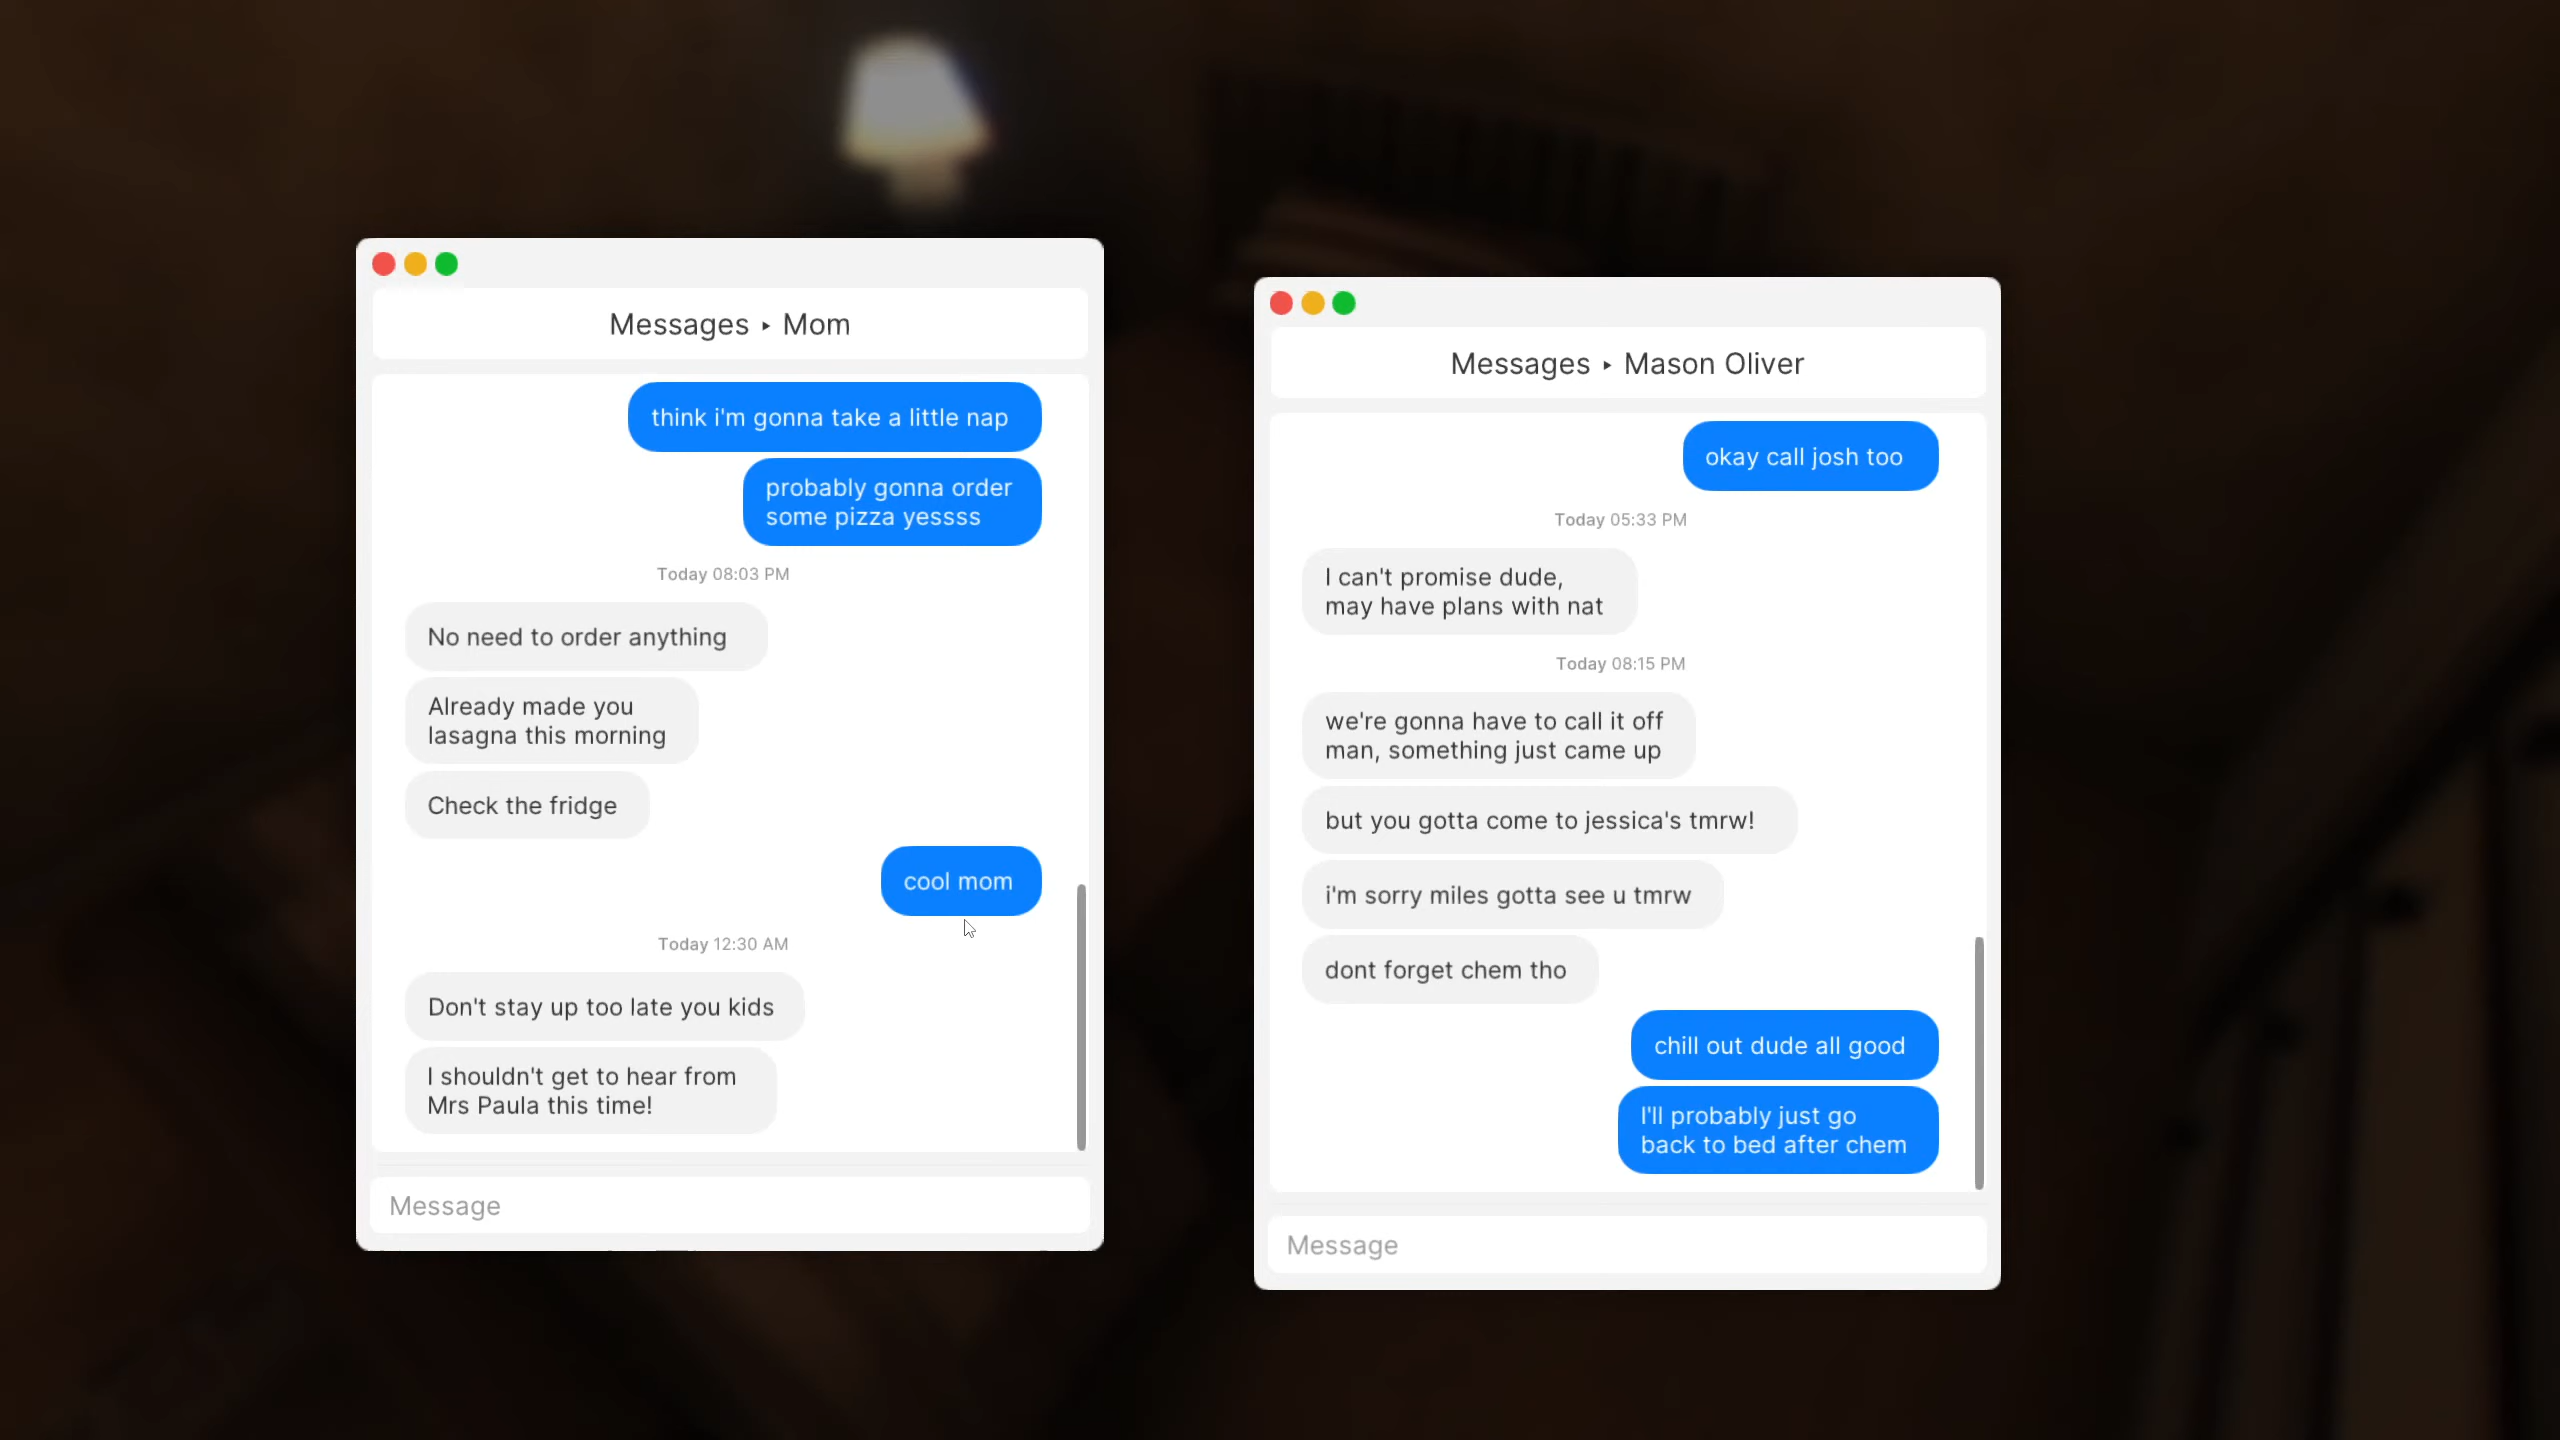 Messages ▸ Mom
think i'm gonna take a little nap
probably gonna order
some pizza yessss
Today 08:03 PM
No need to order anything
Already made you
lasagna this morning
Check the fridge
cool mom
Today 12:30 AM
Don't stay up too late you kids
I shouldn't get to hear from
Mrs Paula this time!
Message
Messages ▸ Mason Oliver
okay call josh too
Today 05:33 PM
I can't promise dude,
may have plans with nat
Today 08:15 PM
we're gonna have to call it off
man, something just came up
but you gotta come to jessica's tmrw!
i'm sorry miles gotta see u tmrw
dont forget chem tho
chill out dude all good
I'll probably just go
back to bed after chem
Message